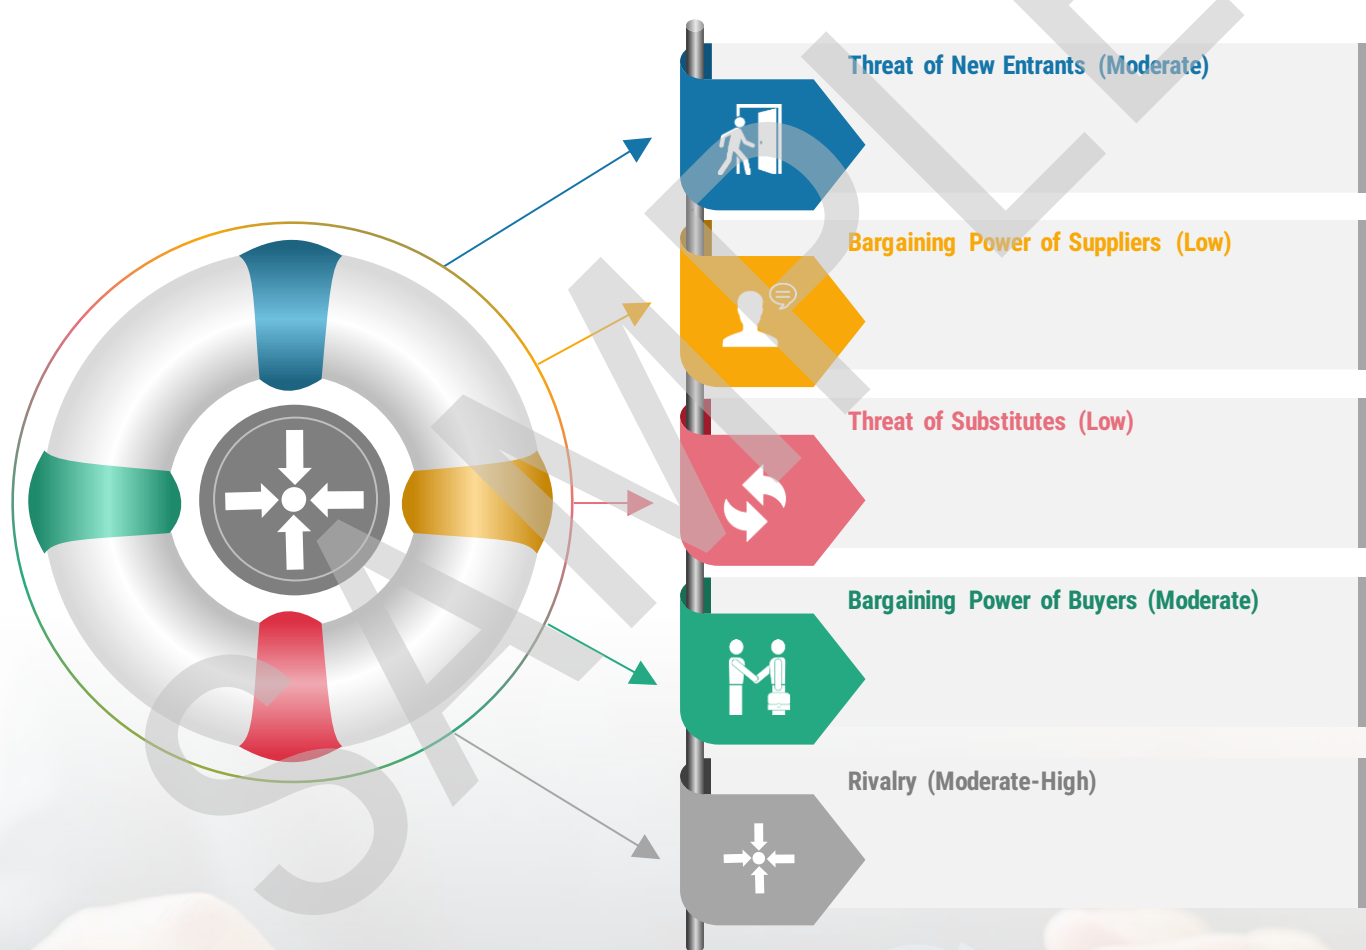 Threat of New Entrants (Moderate)
Bargaining Power of Suppliers (Low)
Threat of Substitutes (Low)
Bargaining Power of Buyers (Moderate)
Rivalry (Moderate-High)
SAMPLE